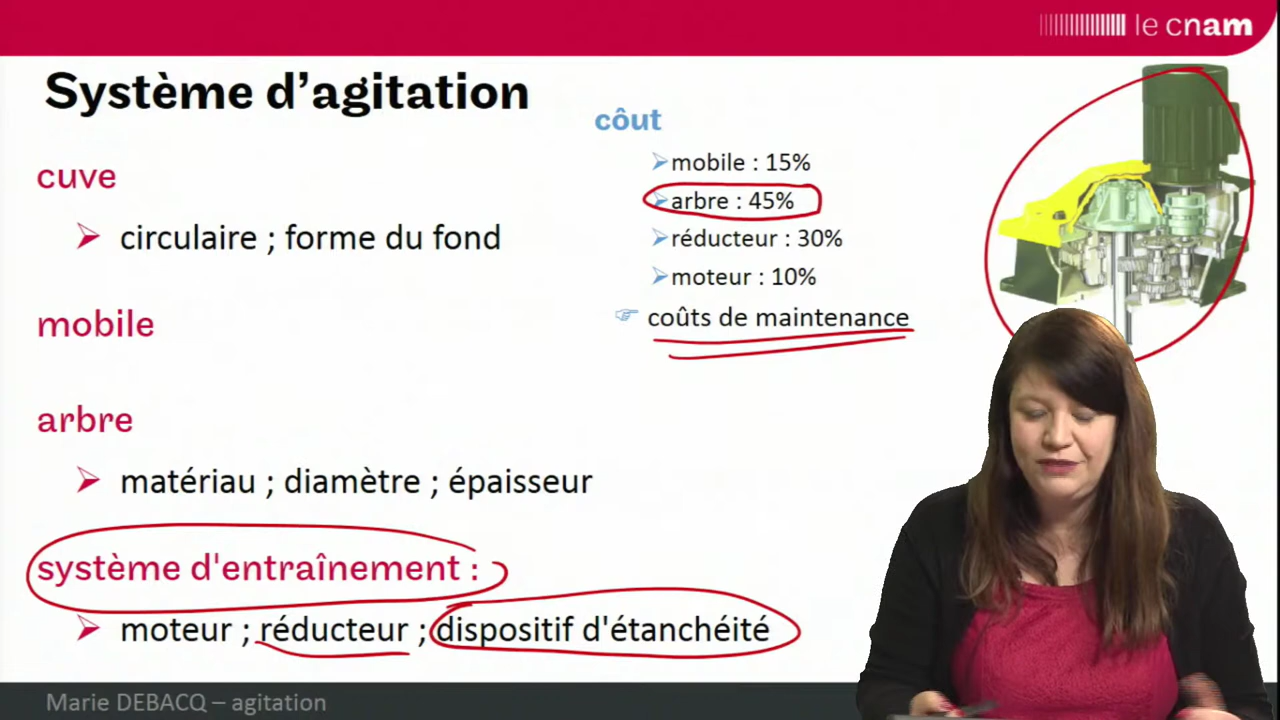 le cnam
Système d'agitation
cuve
circulaire ; forme du fond
mobile
arbre
matériau ; diamètre ; épaisseur
système d'entraînement :
moteur ; réducteur ; dispositif d'étanchéité
côut
mobile : 15%
arbre : 45%
réducteur : 30%
moteur : 10%
coûts de maintenance
Marie DEBACQ – agitation